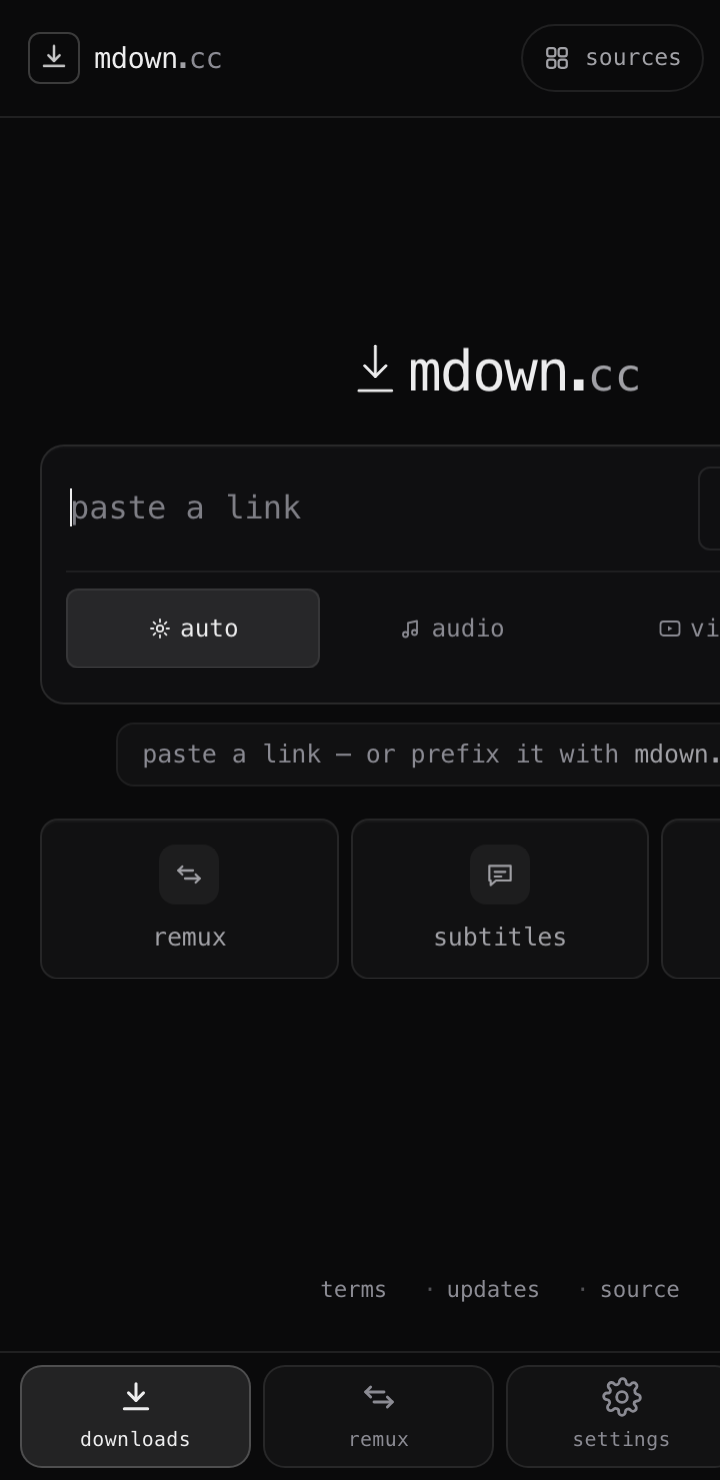 mdown.cc
sources
mdown.cc
paste a link
auto audio vi
paste a link — or prefix it with mdown.
remux subtitles
terms · updates · source
downloads remux settings